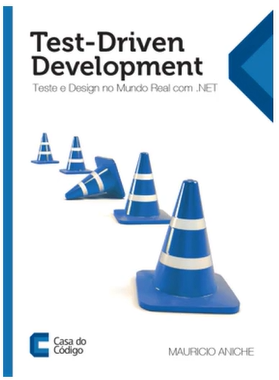 Test-Driven
Development
Teste e Design no Mundo Real com .NET
Casa do
Código
MAURICIO ANICHE